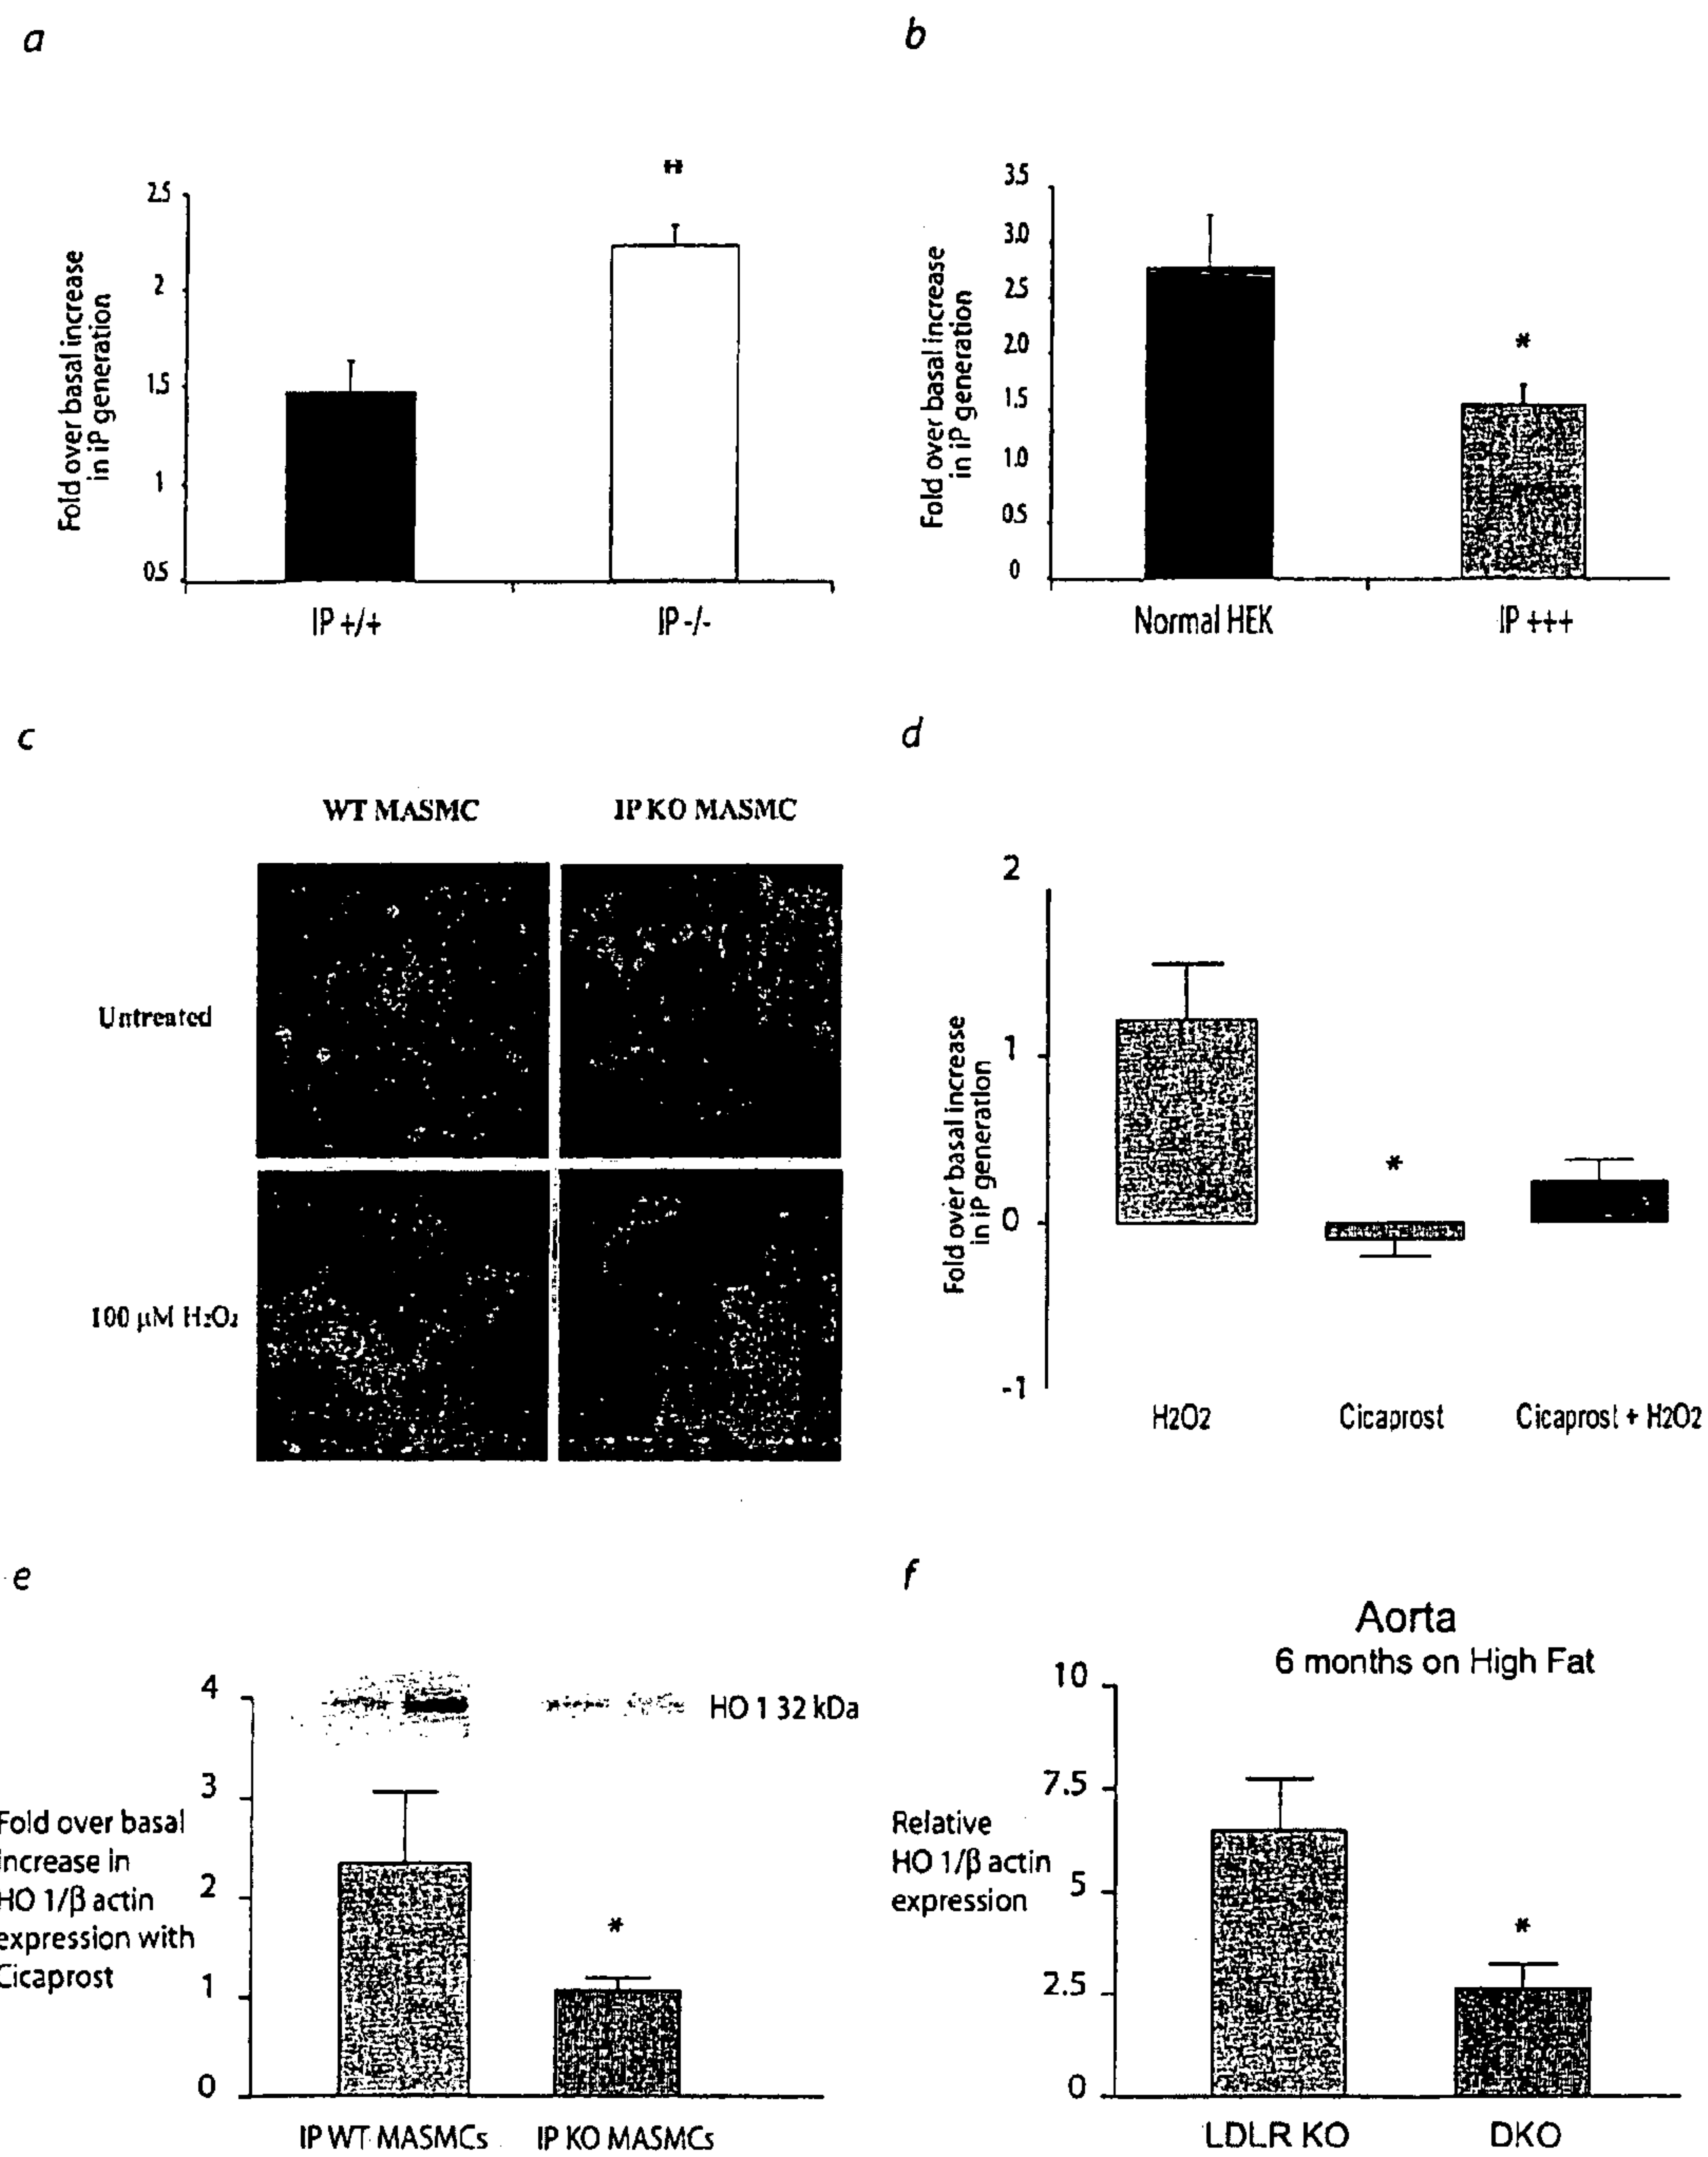 a
b
**
2.5
2
1.5
1
0.5
Fold over basal increase
in iP generation
IP +/+
IP -/-
3.5
3.0
2.5
2.0
1.5
1.0
0.5
0
Fold over basal increase
in iP generation
*
Normal HEK
IP +++
c
d
WT MASMC
IP KO MASMC
Untreated
100 µM H2O2
2
1
0
-1
Fold over basal increase
in iP generation
*
H2O2
Cicaprost
Cicaprost + H2O2
e
f
4
3
2
1
0
HO 1 32 kDa
Fold over basal
increase in
HO 1/β actin
expression with
Cicaprost
*
IP WT MASMCs
IP KO MASMCs
Aorta
6 months on High Fat
10
7.5
5
2.5
0
Relative
HO 1/β actin
expression
*
LDLR KO
DKO